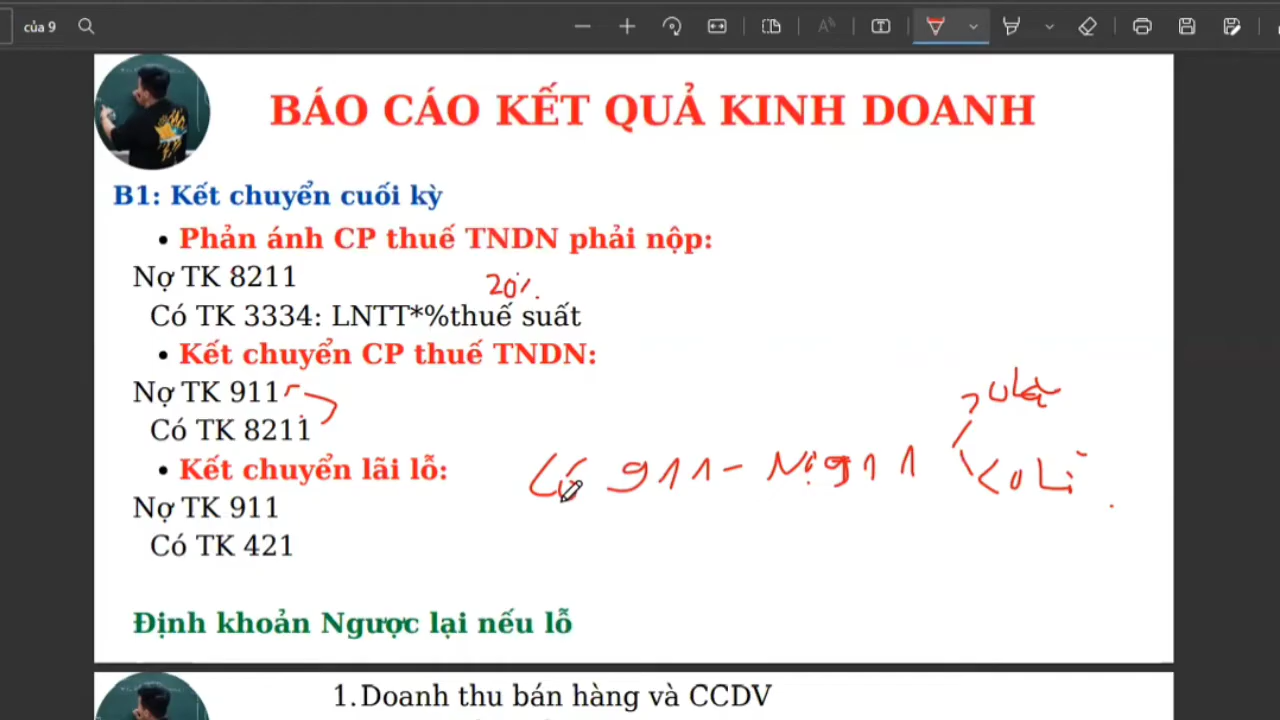 của 9
BÁO CÁO KẾT QUẢ KINH DOANH
B1: Kết chuyển cuối kỳ
• Phản ánh CP thuế TNDN phải nộp:
Nợ TK 8211
20%
Có TK 3334: LNTT*%thuế suất
• Kết chuyển CP thuế TNDN:
Nợ TK 911
Có TK 8211
• Kết chuyển lãi lỗ:
Có 911 - Nợ 911
Nợ TK 911
Có TK 421
Định khoản Ngược lại nếu lỗ
1. Doanh thu bán hàng và CCDV